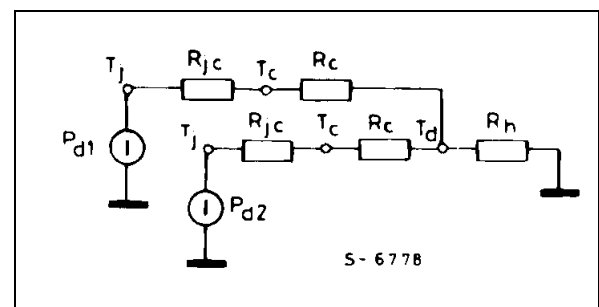 Rjc Tc Rc
Tj
Rjc Tc Rc Td Rh
Tj
Pd1
Pd2
S-6778